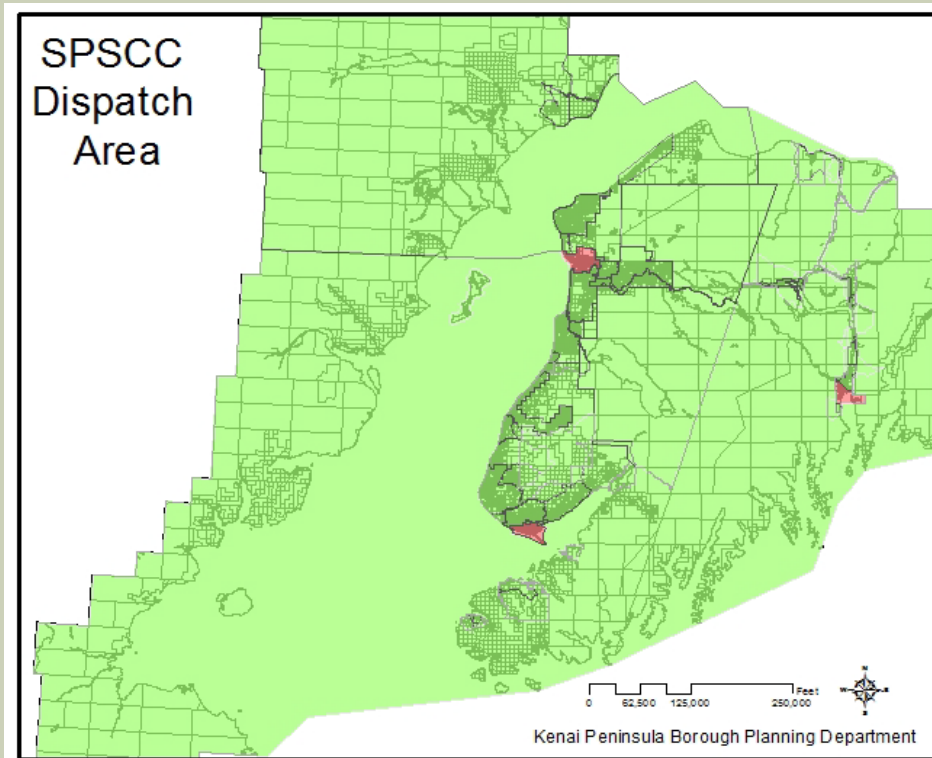 SPSCC
Dispatch
Area
N
W E
S
Feet
0 62,500 125,000 250,000
Kenai Peninsula Borough Planning Department